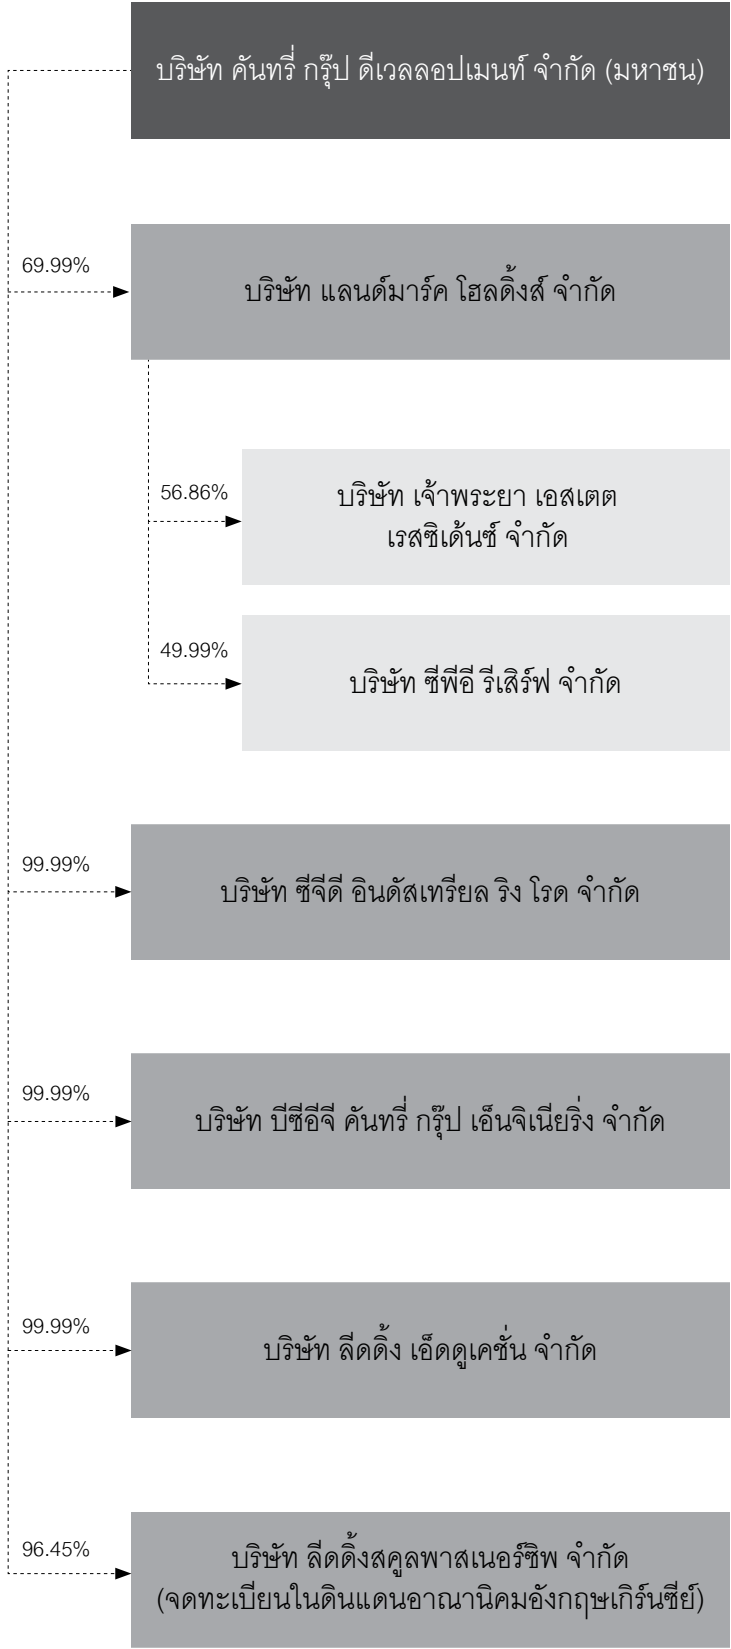 บริษัท คันทรี่ กรุ๊ป ดีเวลลอปเมนท์ จำกัด (มหาชน)
69.99%
บริษัท แลนด์มาร์ค โฮลดิ้งส์ จำกัด
56.86%
บริษัท เจ้าพระยา เอสเตต
เรสซิเด้นซ์ จำกัด
49.99%
บริษัท ซีพีอี รีเสิร์ฟ จำกัด
99.99%
บริษัท ซีจีดี อินดัสเทรียล ริง โรด จำกัด
99.99%
บริษัท บีซีอีจี คันทรี่ กรุ๊ป เอ็นจิเนียริ่ง จำกัด
99.99%
บริษัท ลีดดิ้ง เอ็ดดูเคชั่น จำกัด
96.45%
บริษัท ลีดดิ้งสคูลพาสเนอร์ซิพ จำกัด
(จดทะเบียนในดินแดนอาณานิคมอังกฤษเกิร์นซีย์)